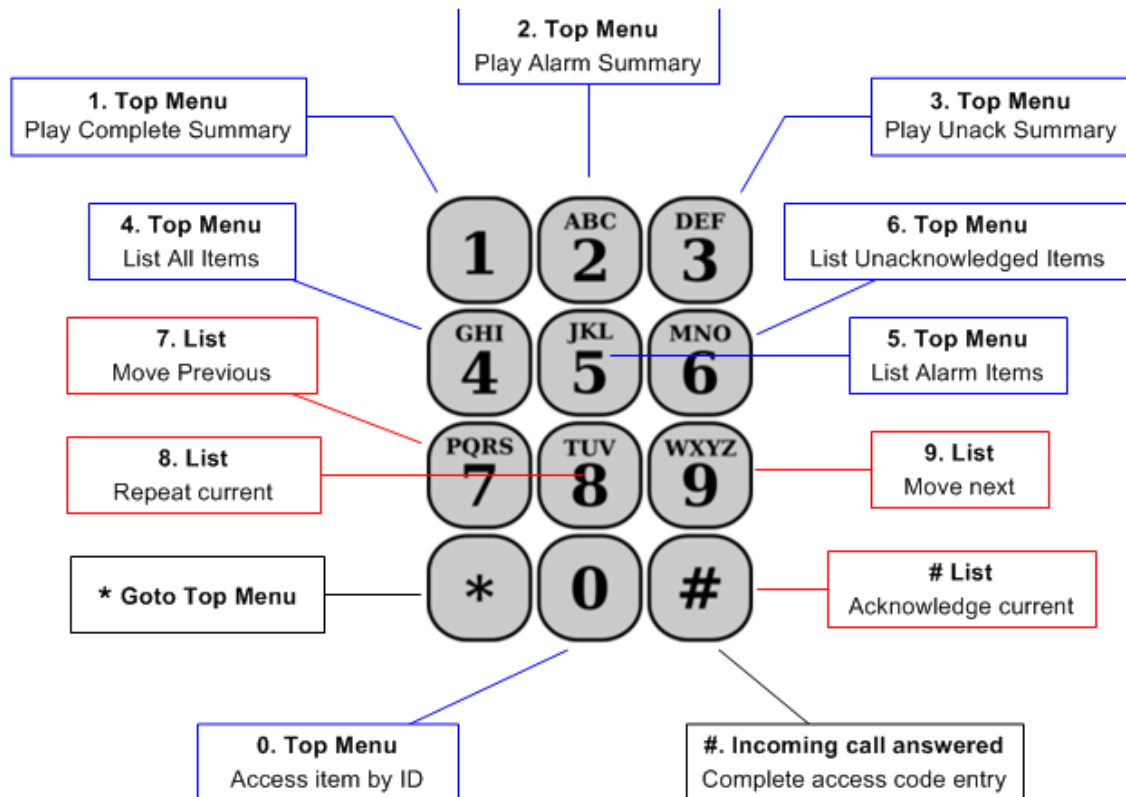 2. Top Menu
Play Alarm Summary
1. Top Menu
Play Complete Summary
3. Top Menu
Play Unack Summary
4. Top Menu
List All Items
6. Top Menu
List Unacknowledged Items
7. List
Move Previous
5. Top Menu
List Alarm Items
8. List
Repeat current
9. List
Move next
* Goto Top Menu
# List
Acknowledge current
0. Top Menu
Access item by ID
#. Incoming call answered
Complete access code entry
1
ABC
2
DEF
3
GHI
4
JKL
5
MNO
6
PQRS
7
TUV
8
WXYZ
9
*
0
#